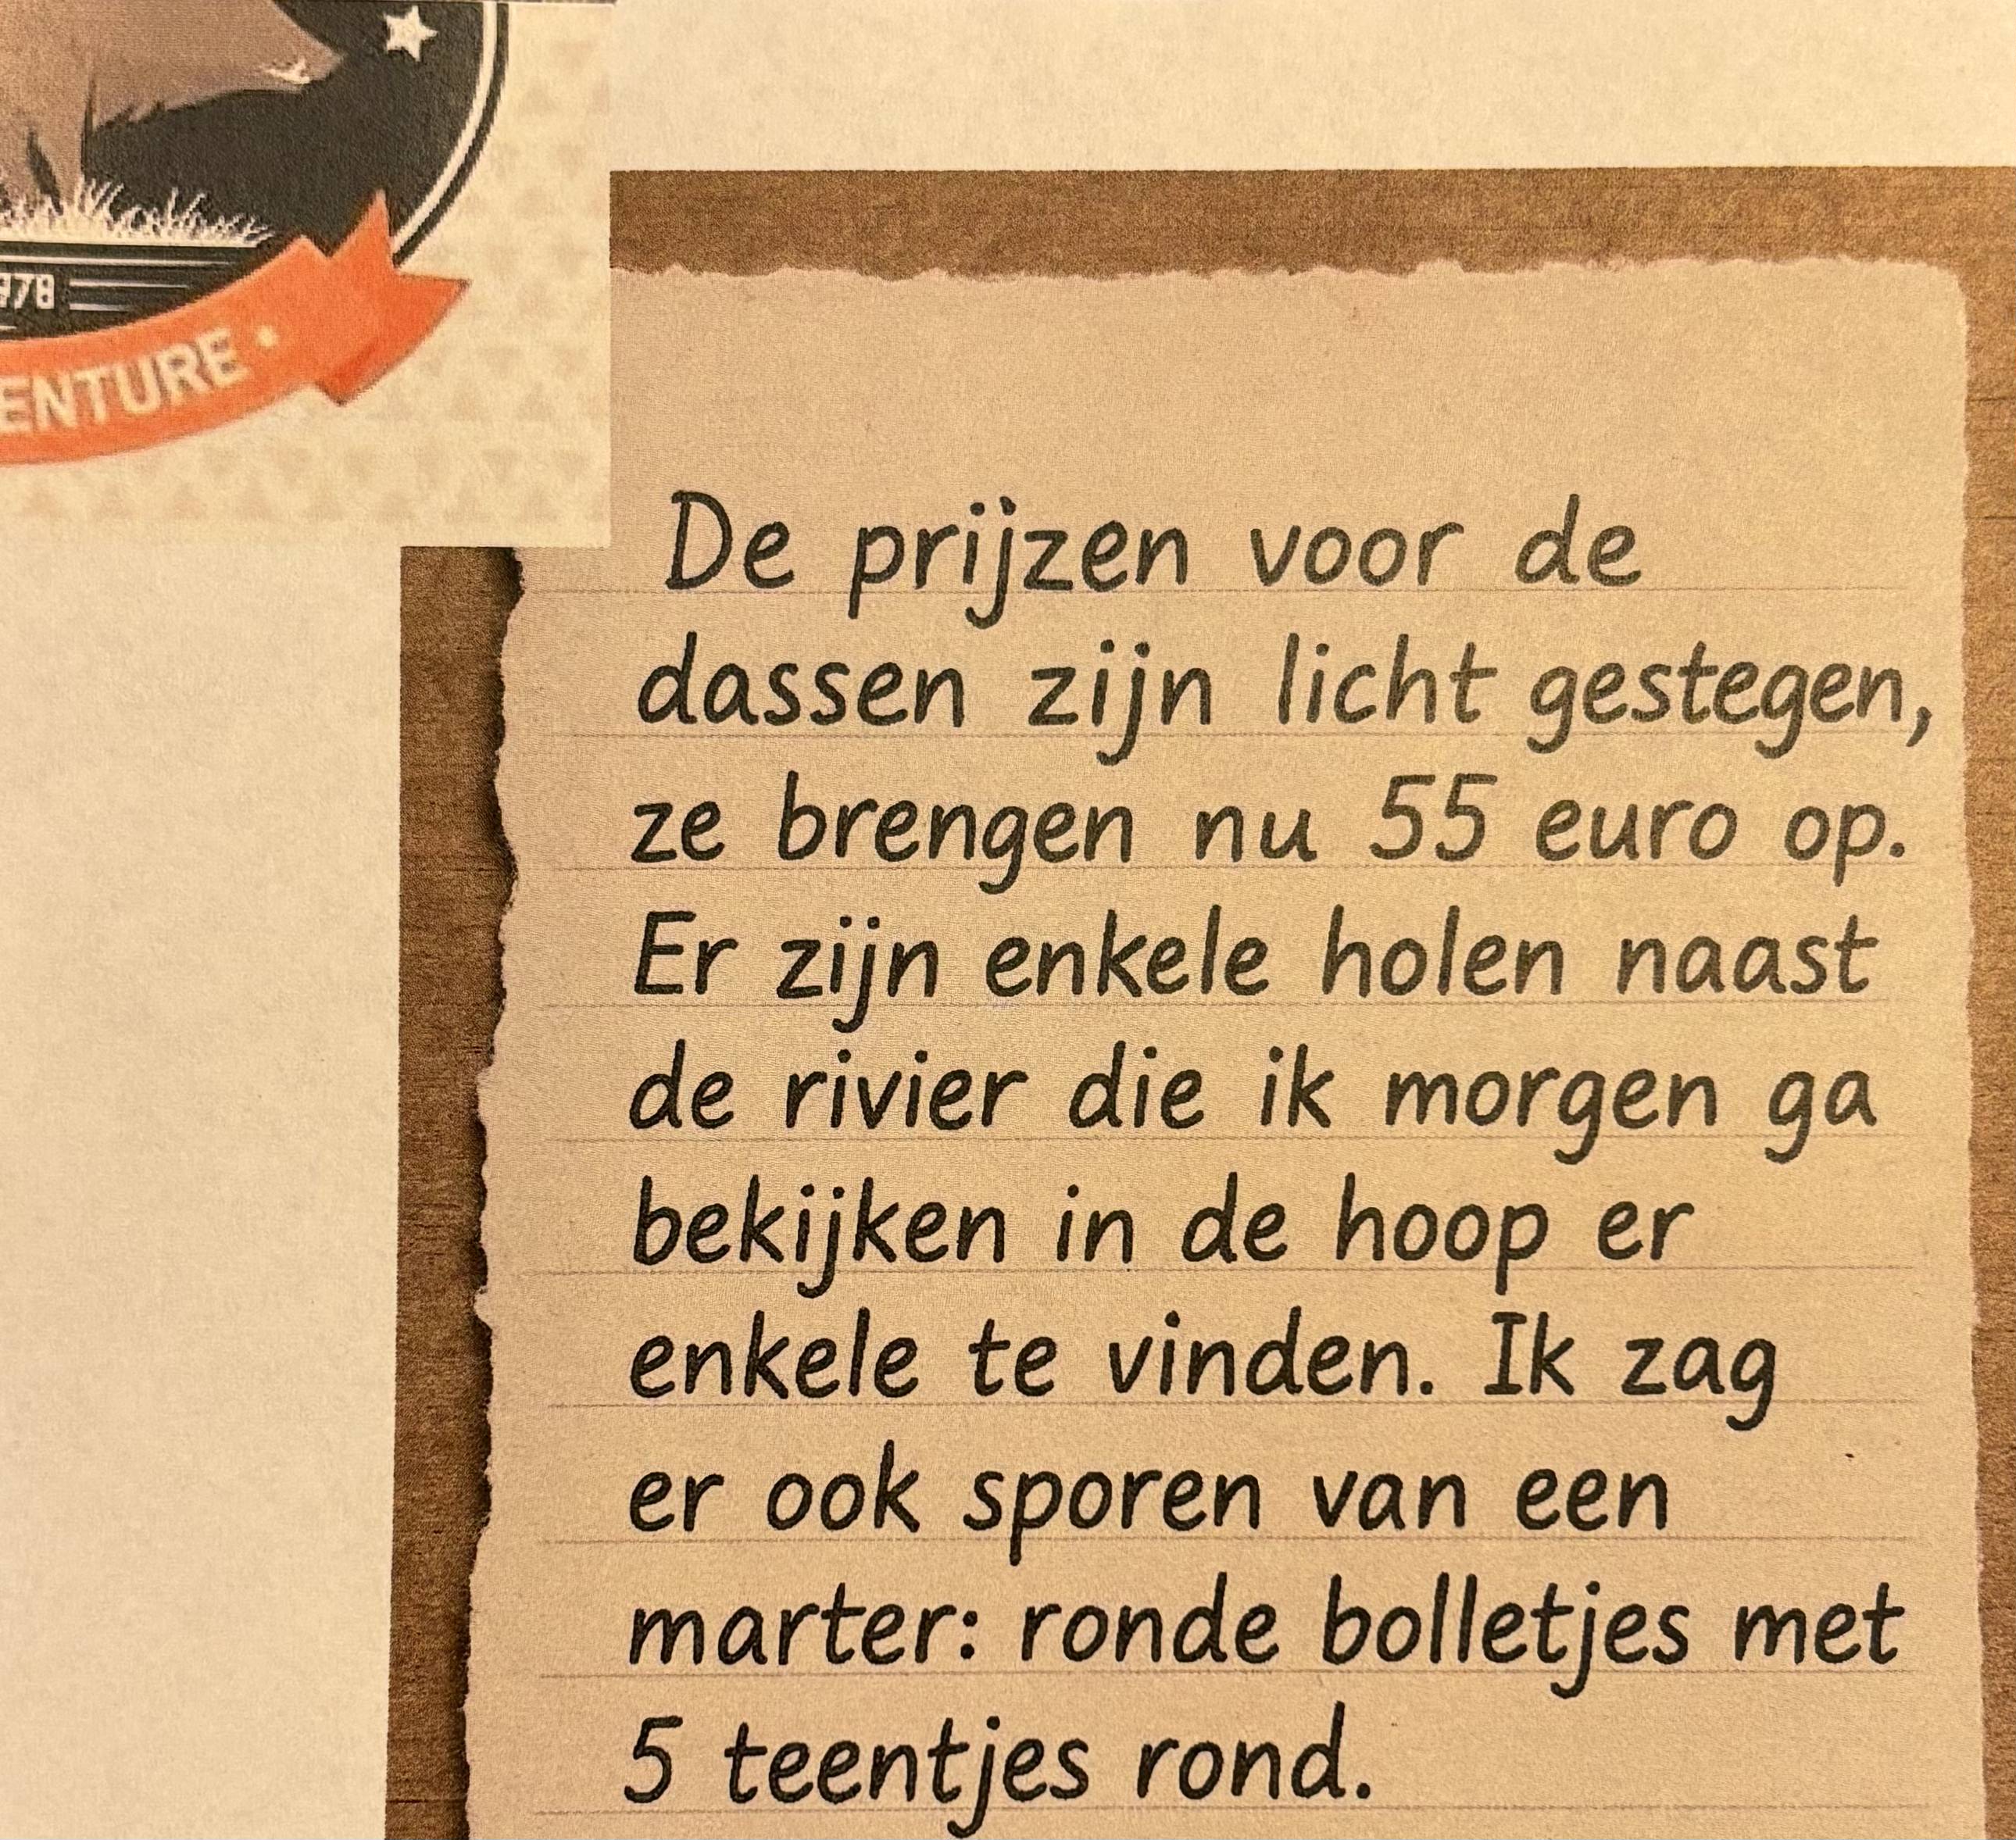 978
ENTURE •
De prijzen voor de
dassen zijn licht gestegen,
ze brengen nu 55 euro op.
Er zijn enkele holen naast
de rivier die ik morgen ga
bekijken in de hoop er
enkele te vinden. Ik zag
er ook sporen van een
marter: ronde bolletjes met
5 teentjes rond.